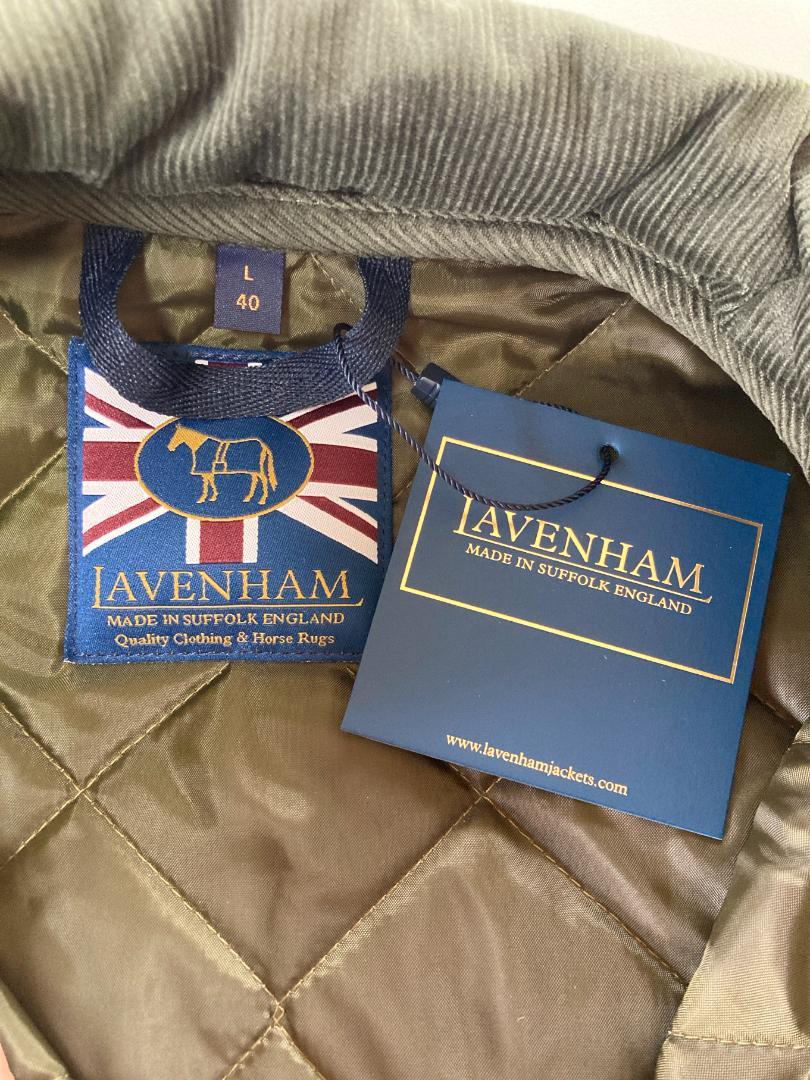 L
40
LAVENHAM
MADE IN SUFFOLK ENGLAND
Quality Clothing & Horse Rugs
LAVENHAM
MADE IN SUFFOLK ENGLAND
www.lavenhamjackets.com